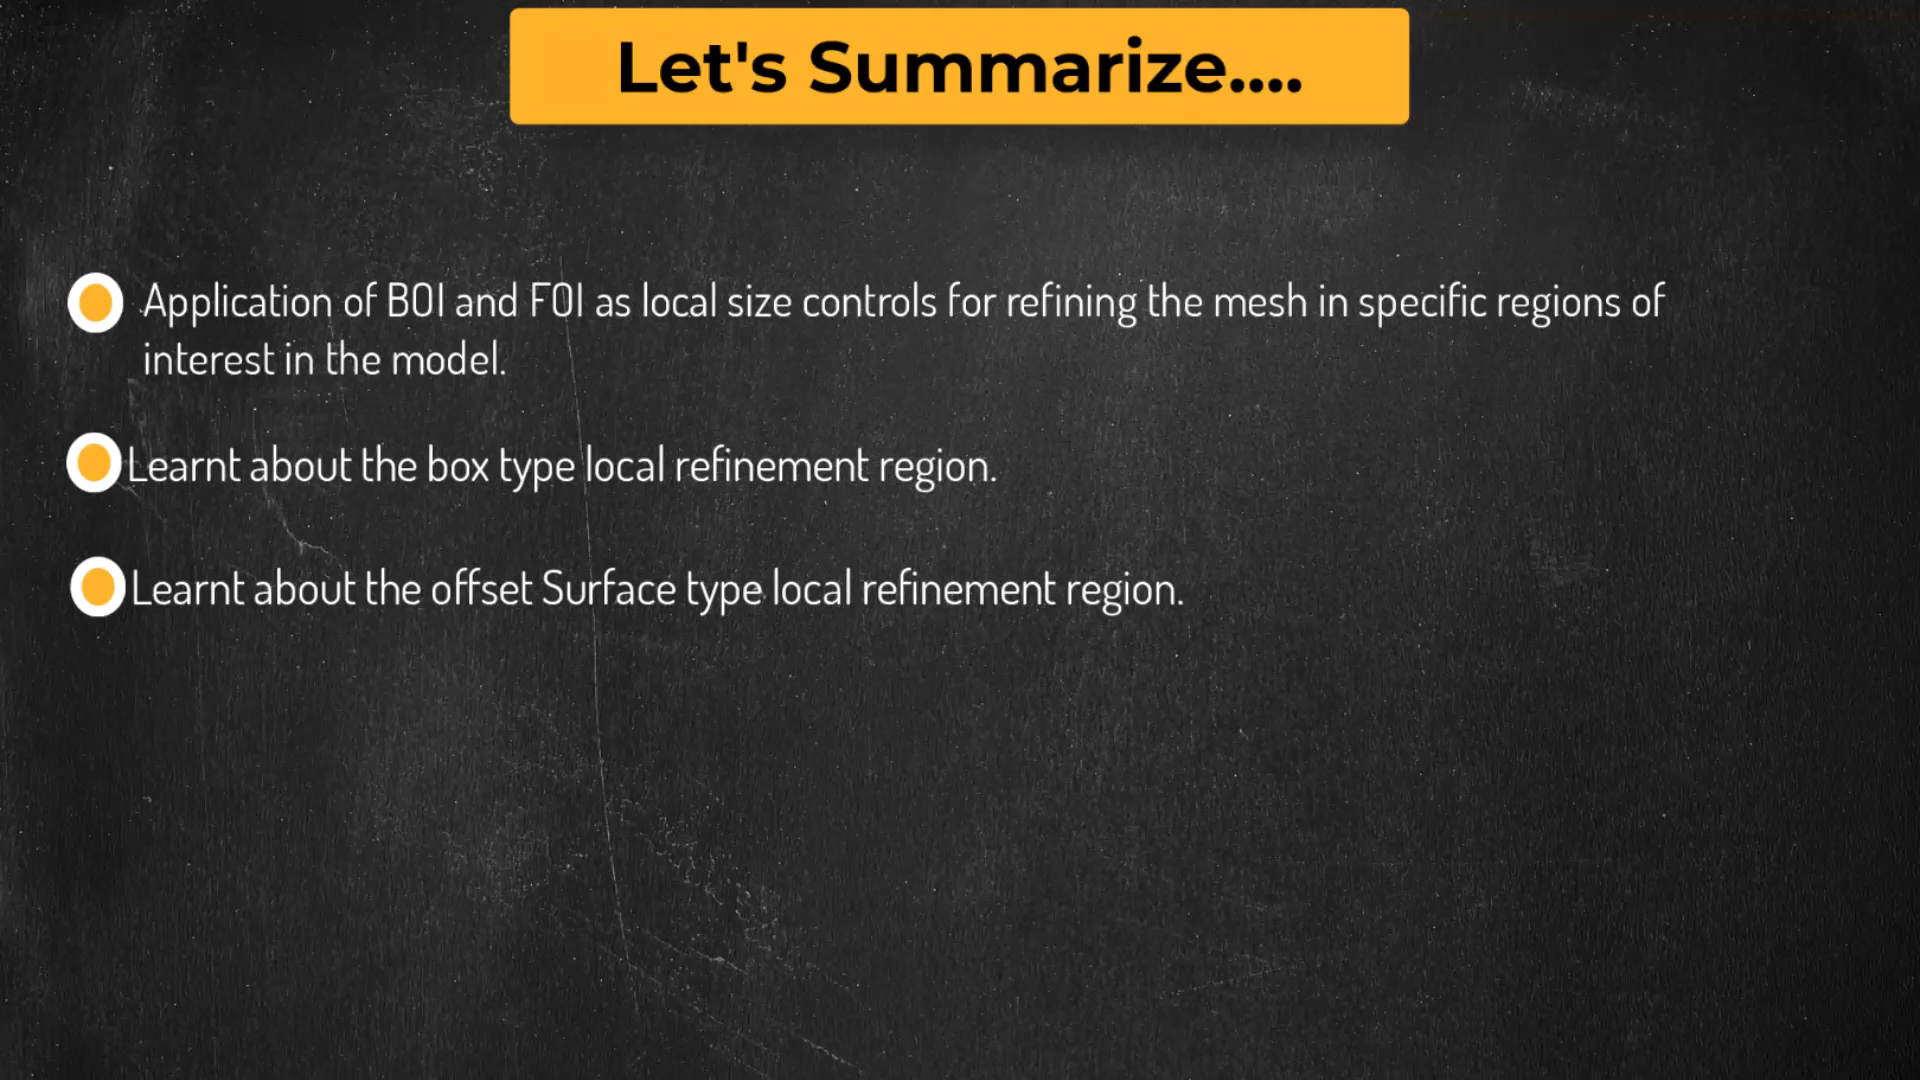 Let's Summarize....
Application of BOI and FOI as local size controls for refining the mesh in specific regions of
interest in the model.
Learnt about the box type local refinement region.
Learnt about the offset Surface type local refinement region.